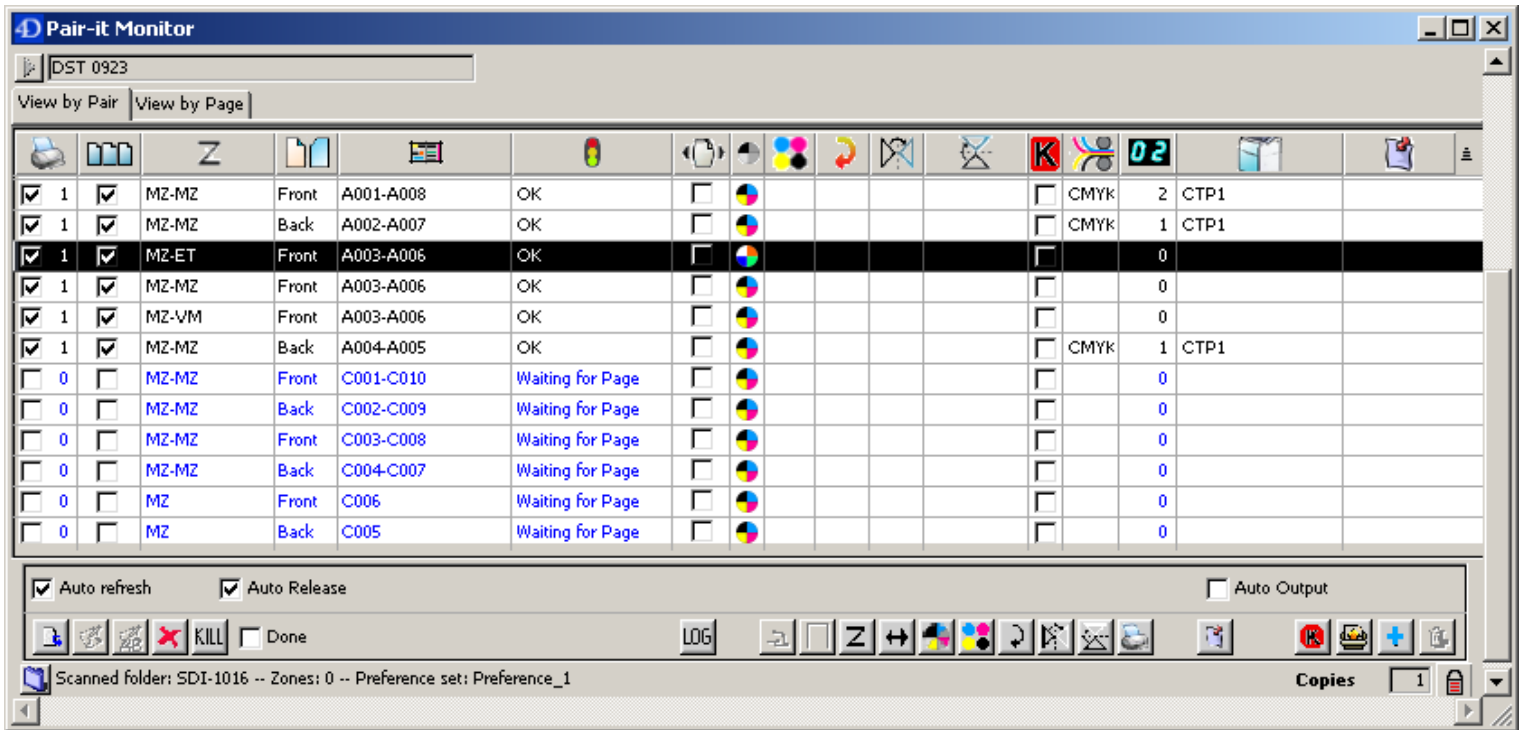 4D Pair-it Monitor
DST 0923
View by Pair View by Page
Z K 02
1 MZ-MZ Front A001-A008 OK CMYK 2 CTP1
1 MZ-MZ Back A002-A007 OK CMYK 1 CTP1
1 MZ-ET Front A003-A006 OK 0
1 MZ-MZ Front A003-A006 OK 0
1 MZ-VM Front A003-A006 OK 0
1 MZ-MZ Back A004-A005 OK CMYK 1 CTP1
0 MZ-MZ Front C001-C010 Waiting for Page 0
0 MZ-MZ Back C002-C009 Waiting for Page 0
0 MZ-MZ Front C003-C008 Waiting for Page 0
0 MZ-MZ Back C004-C007 Waiting for Page 0
0 MZ Front C006 Waiting for Page 0
0 MZ Back C005 Waiting for Page 0
Auto refresh Auto Release Auto Output
KILL Done LOG Z K
Scanned folder: SDI-1016 -- Zones: 0 -- Preference set: Preference_1 Copies 1